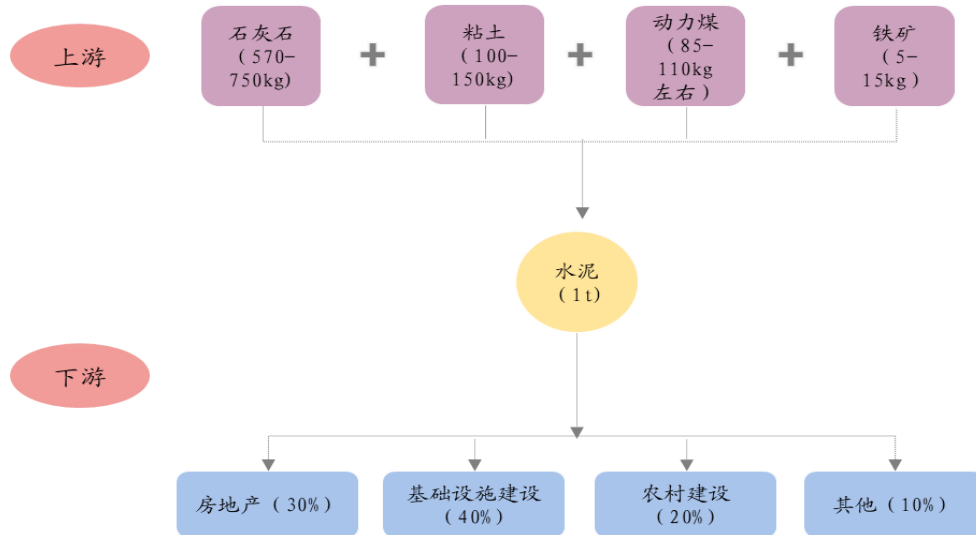 上游
石灰石
（570-
750kg)
+
粘土
（100-
150kg)
+
动力煤
（85-
110kg
左右）
+
铁矿
（5-
15kg）
水泥
（1t)
下游
房地产（30%）
基础设施建设
（40%）
农村建设
（20%）
其他（10%）